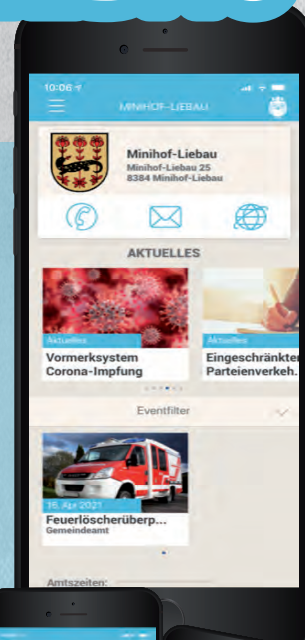 10:06
MINIHOF-LIEBAU
Minihof-Liebau
Minihof-Liebau 25
8384 Minihof-Liebau
AKTUELLES
Aktuelles
Aktuelles
Vormerksystem
Corona-Impfung
Eingeschränkter
Parteienverkeh.
Eventfilter
16. Apr 2021
Feuerlöscherüberp...
Gemeindeamt
Amtszeiten: